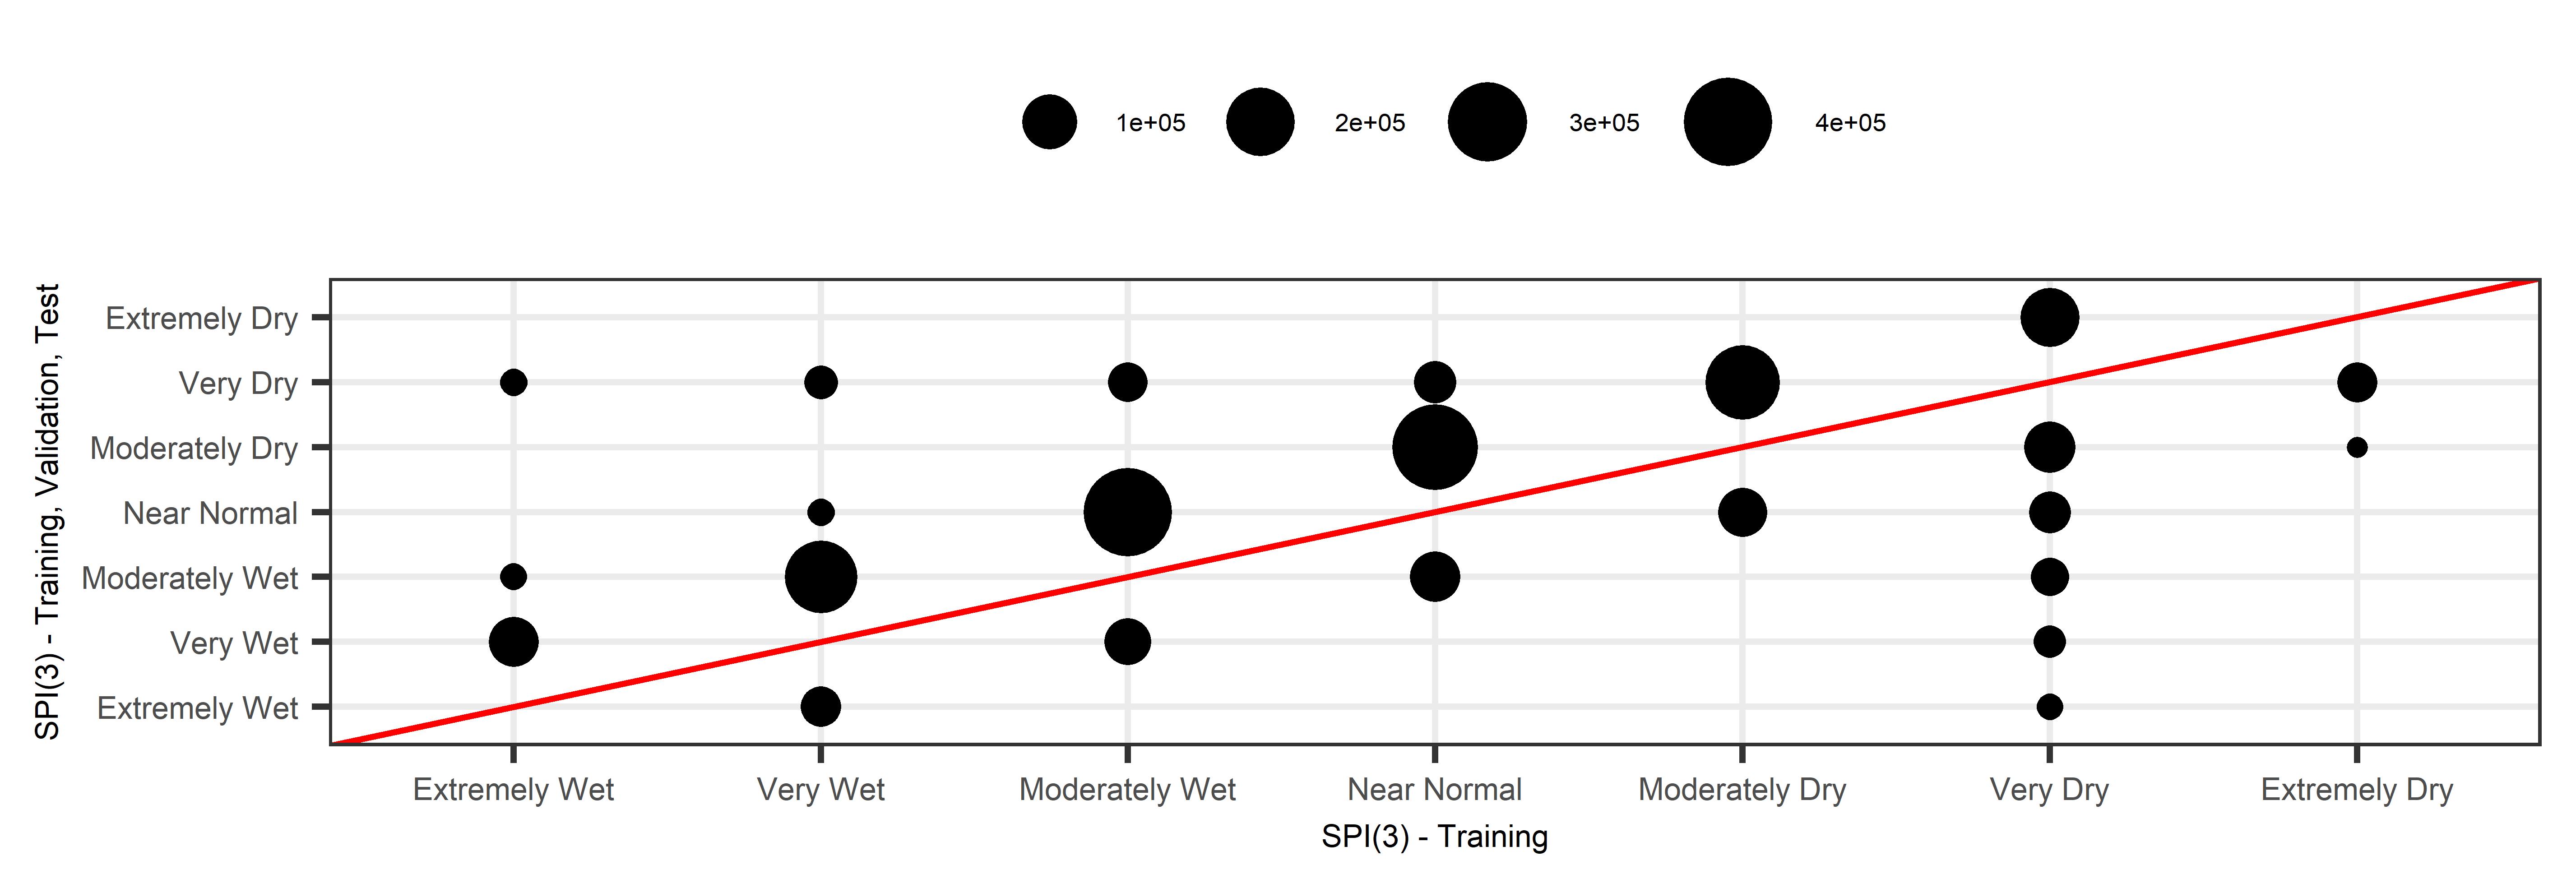 1e+05 2e+05 3e+05 4e+05
SPI(3) - Training, Validation, Test
Extremely Dry
Very Dry
Moderately Dry
Near Normal
Moderately Wet
Very Wet
Extremely Wet
Extremely Wet Very Wet Moderately Wet Near Normal Moderately Dry Very Dry Extremely Dry
SPI(3) - Training